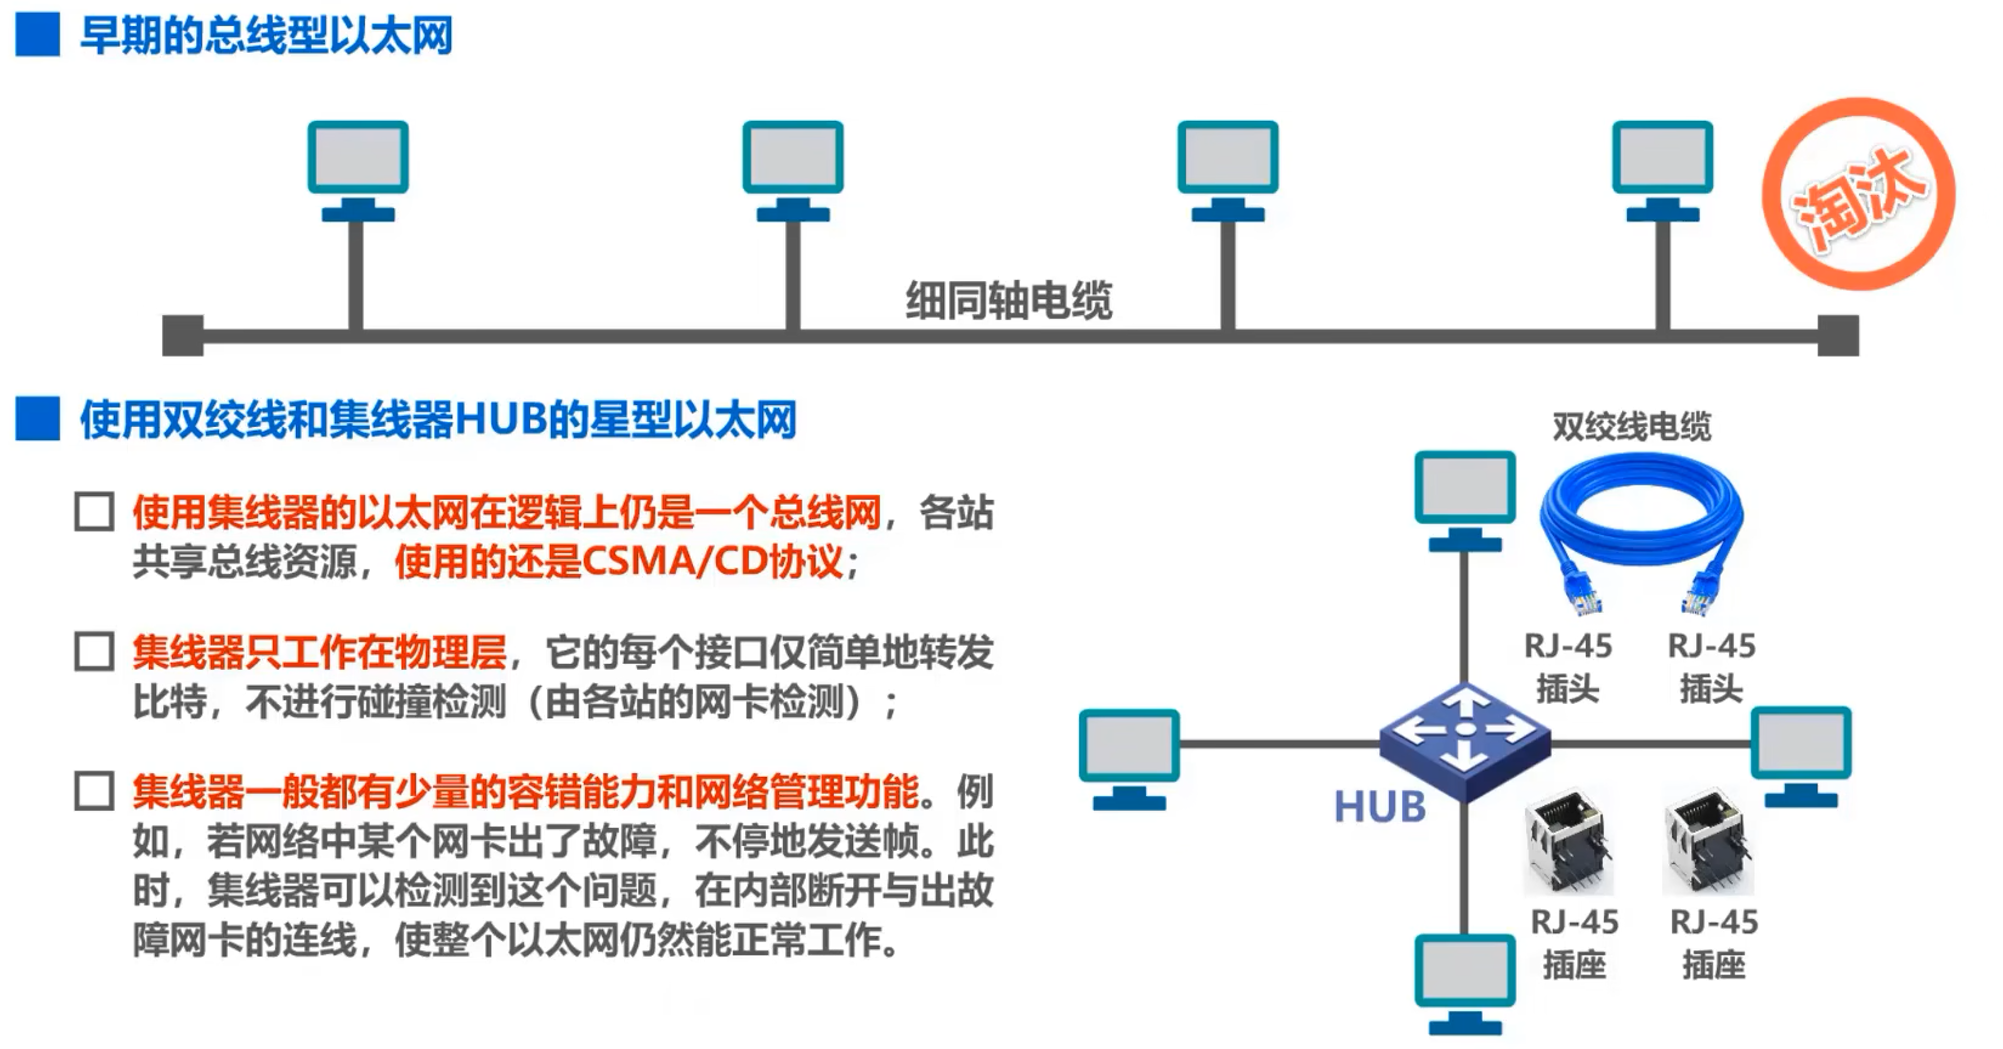 早期的总线型以太网
淘汰
细同轴电缆
使用双绞线和集线器HUB的星型以太网
使用集线器的以太网在逻辑上仍是一个总线网，各站
共享总线资源，使用的还是CSMA/CD协议；
集线器只工作在物理层，它的每个接口仅简单地转发
比特，不进行碰撞检测（由各站的网卡检测）；
集线器一般都有少量的容错能力和网络管理功能。例
如，若网络中某个网卡出了故障，不停地发送帧。此
时，集线器可以检测到这个问题，在内部断开与出故
障网卡的连线，使整个以太网仍然能正常工作。
双绞线电缆
RJ-45
插头
RJ-45
插头
HUB
RJ-45
插座
RJ-45
插座